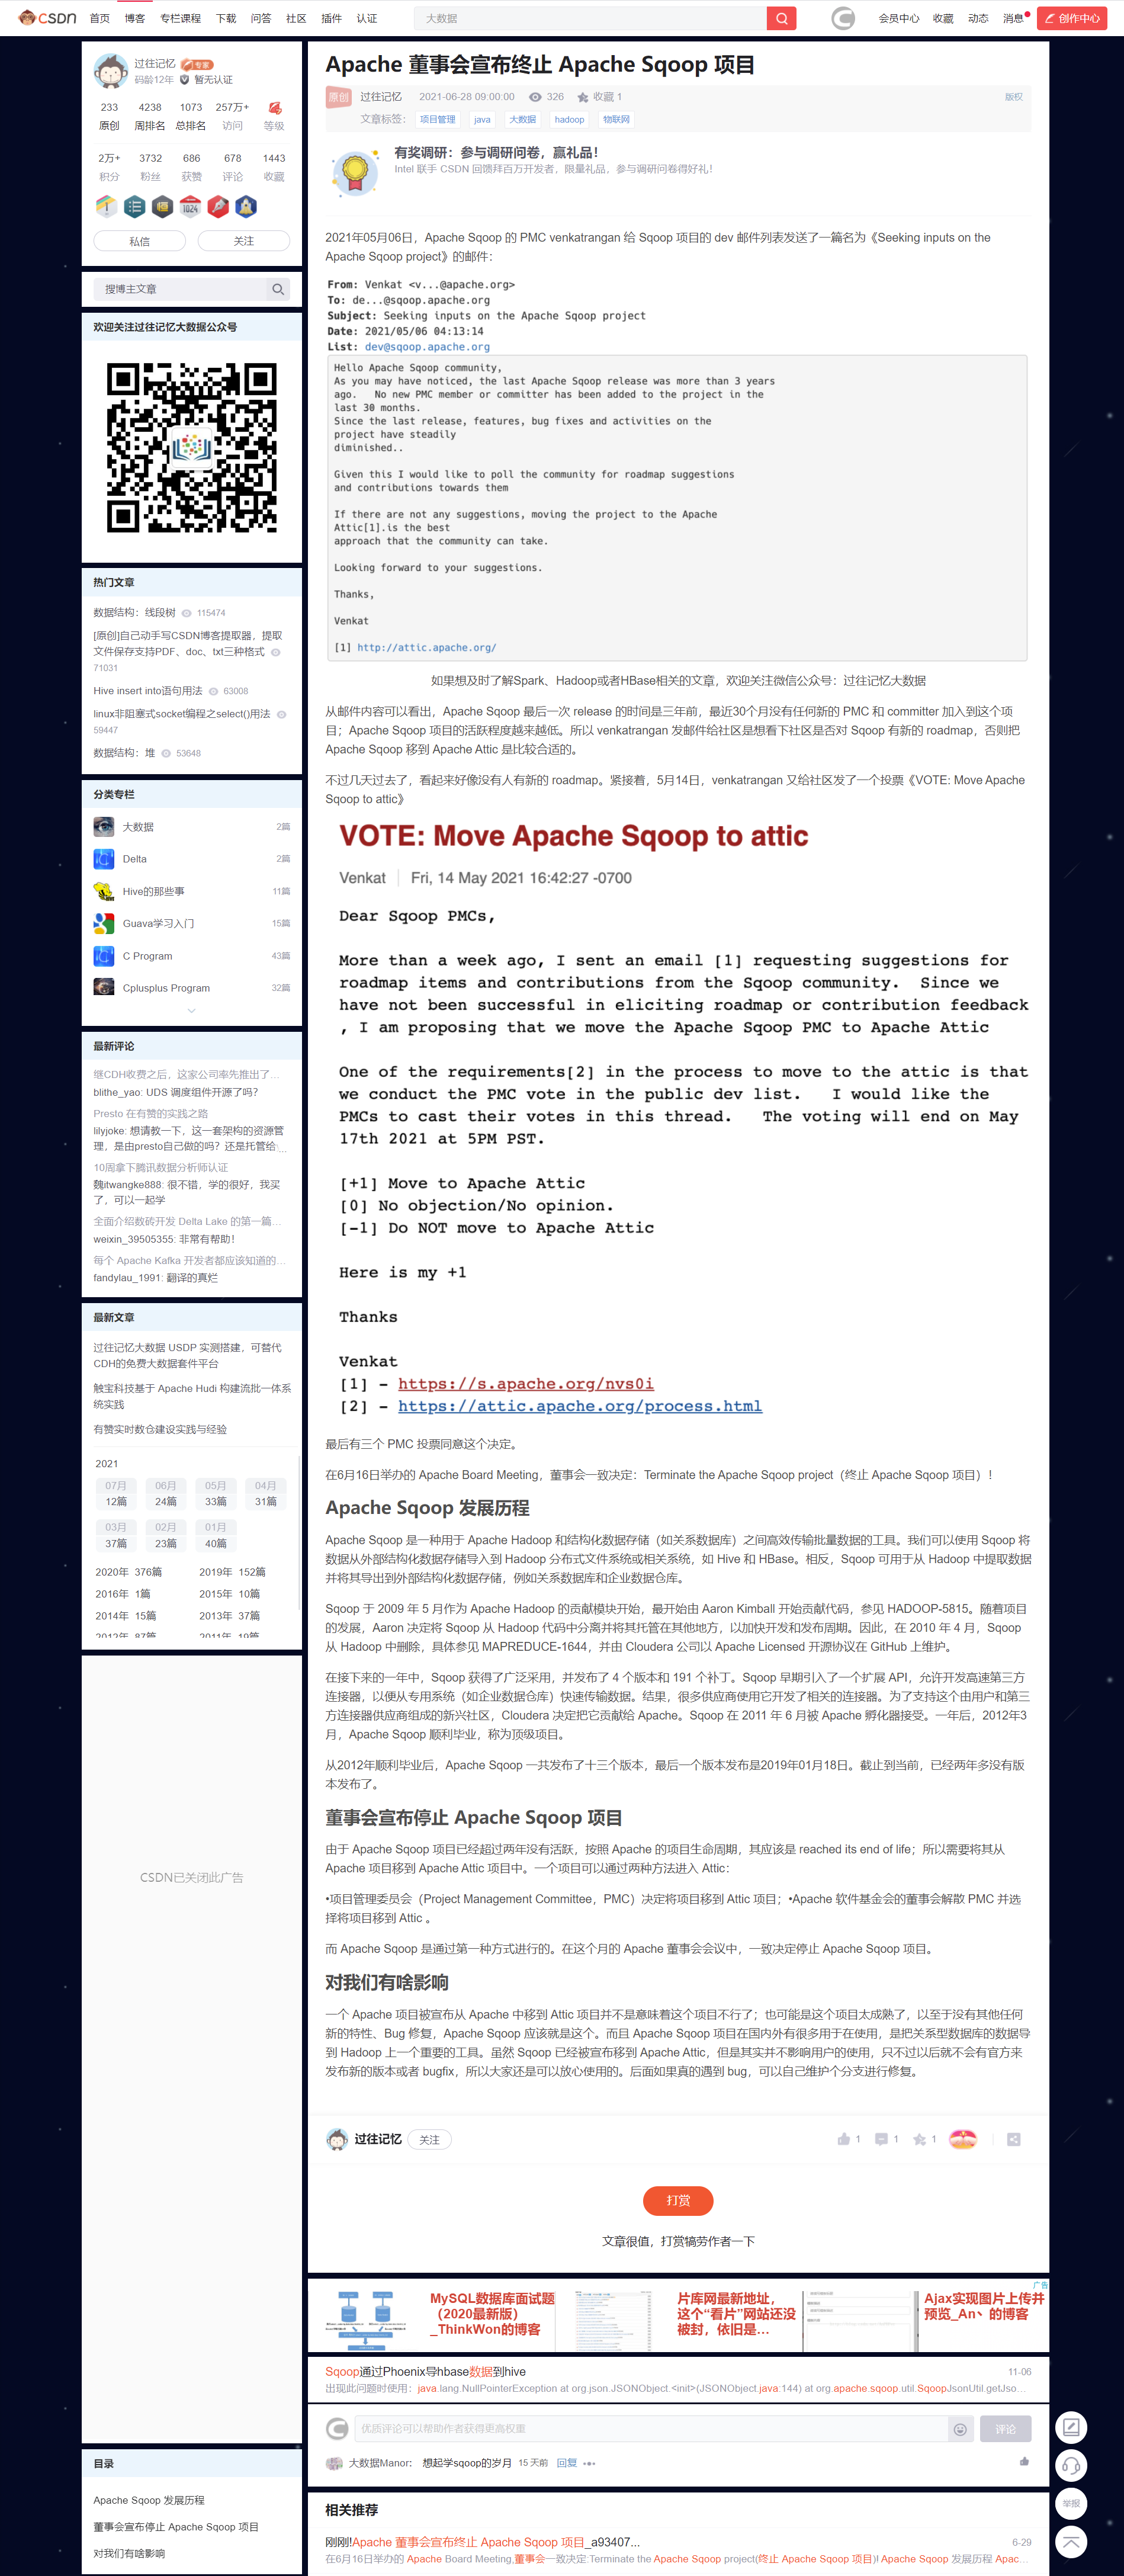 CSDN 首页 博客 专栏课程 下载 问答 社区 插件 认证 大数据 会员中心 收藏 动态 消息 创作中心
过往记忆 专家
码龄12年 暂无认证
233 4238 1073 257万+
原创 周排名 总排名 访问 等级
2万+ 3732 686 678 1443
积分 粉丝 获赞 评论 收藏
1024
私信 关注
搜博主文章
欢迎关注过往记忆大数据公众号
热门文章
数据结构：线段树 115474
[原创]自己动手写CSDN博客提取器，提取
文件保存支持PDF、doc、txt三种格式
71031
Hive insert into语句用法 63008
linux非阻塞式socket编程之select()用法
59447
数据结构：堆 53648
分类专栏
大数据 2篇
Delta 2篇
Hive的那些事 11篇
Guava学习入门 15篇
C Program 43篇
Cplusplus Program 32篇
最新评论
继CDH收费之后，这家公司率先推出了...
blithe_yao: UDS 调度组件开源了吗？
Presto 在有赞的实践之路
lilyjoke: 想请教一下，这一套架构的资源管
理，是由presto自己做的吗？还是托管给 ...
10周拿下腾讯数据分析师认证
魏itwangke888: 很不错，学的很好，我买
了，可以一起学
全面介绍数砖开发 Delta Lake 的第一篇...
weixin_39505355: 非常有帮助！
每个 Apache Kafka 开发者都应该知道的...
fandylau_1991: 翻译的真烂
最新文章
过往记忆大数据 USDP 实测搭建，可替代
CDH的免费大数据套件平台
触宝科技基于 Apache Hudi 构建流批一体系
统实践
有赞实时数仓建设实践与经验
2021
07月 06月 05月 04月
12篇 24篇 33篇 31篇
03月 02月 01月
37篇 23篇 40篇
2020年 376篇 2019年 152篇
2016年 1篇 2015年 10篇
2014年 15篇 2013年 37篇
2012年 87篇 2011年 19篇
CSDN已关闭此广告
目录
Apache Sqoop 发展历程
董事会宣布停止 Apache Sqoop 项目
对我们有啥影响
Apache 董事会宣布终止 Apache Sqoop 项目
原创 过往记忆 2021-06-28 09:00:00 326 收藏 1 版权
文章标签： 项目管理 java 大数据 hadoop 物联网
有奖调研：参与调研问卷，赢礼品！
Intel 联手 CSDN 回馈拜百万开发者，限量礼品，参与调研问卷得好礼！
2021年05月06日，Apache Sqoop 的 PMC venkatrangan 给 Sqoop 项目的 dev 邮件列表发送了一篇名为《Seeking inputs on the
Apache Sqoop project》的邮件：
From: Venkat <v...@apache.org>
To: de...@sqoop.apache.org
Subject: Seeking inputs on the Apache Sqoop project
Date: 2021/05/06 04:13:14
List: dev@sqoop.apache.org
Hello Apache Sqoop community,
As you may have noticed, the last Apache Sqoop release was more than 3 years
ago. No new PMC member or committer has been added to the project in the
last 30 months.
Since the last release, features, bug fixes and activities on the
project have steadily
diminished..
Given this I would like to poll the community for roadmap suggestions
and contributions towards them
If there are not any suggestions, moving the project to the Apache
Attic[1].is the best
approach that the community can take.
Looking forward to your suggestions.
Thanks,
Venkat
[1] http://attic.apache.org/
如果想及时了解Spark、Hadoop或者HBase相关的文章，欢迎关注微信公众号：过往记忆大数据
从邮件内容可以看出，Apache Sqoop 最后一次 release 的时间是三年前，最近30个月没有任何新的 PMC 和 committer 加入到这个项
目；Apache Sqoop 项目的活跃程度越来越低。所以 venkatrangan 发邮件给社区是想看下社区是否对 Sqoop 有新的 roadmap，否则把
Apache Sqoop 移到 Apache Attic 是比较合适的。
不过几天过去了，看起来好像没有人有新的 roadmap。紧接着，5月14日，venkatrangan 又给社区发了一个投票《VOTE: Move Apache
Sqoop to attic》
VOTE: Move Apache Sqoop to attic
Venkat Fri, 14 May 2021 16:42:27 -0700
Dear Sqoop PMCs,
More than a week ago, I sent an email [1] requesting suggestions for
roadmap items and contributions from the Sqoop community. Since we
have not been successful in eliciting roadmap or contribution feedback
, I am proposing that we move the Apache Sqoop PMC to Apache Attic
One of the requirements[2] in the process to move to the attic is that
we conduct the PMC vote in the public dev list. I would like the
PMCs to cast their votes in this thread. The voting will end on May
17th 2021 at 5PM PST.
[+1] Move to Apache Attic
[0] No objection/No opinion.
[-1] Do NOT move to Apache Attic
Here is my +1
Thanks
Venkat
[1] - https://s.apache.org/nvs0i
[2] - https://attic.apache.org/process.html
最后有三个 PMC 投票同意这个决定。
在6月16日举办的 Apache Board Meeting，董事会一致决定：Terminate the Apache Sqoop project（终止 Apache Sqoop 项目）！
Apache Sqoop 发展历程
Apache Sqoop 是一种用于 Apache Hadoop 和结构化数据存储（如关系数据库）之间高效传输批量数据的工具。我们可以使用 Sqoop 将
数据从外部结构化数据存储导入到 Hadoop 分布式文件系统或相关系统，如 Hive 和 HBase。相反，Sqoop 可用于从 Hadoop 中提取数据
并将其导出到外部结构化数据存储，例如关系数据库和企业数据仓库。
Sqoop 于 2009 年 5 月作为 Apache Hadoop 的贡献模块开始，最开始由 Aaron Kimball 开始贡献代码，参见 HADOOP-5815。随着项目
的发展，Aaron 决定将 Sqoop 从 Hadoop 代码中分离并将其托管在其他地方，以加快开发和发布周期。因此，在 2010 年 4 月，Sqoop
从 Hadoop 中删除，具体参见 MAPREDUCE-1644，并由 Cloudera 公司以 Apache Licensed 开源协议在 GitHub 上维护。
在接下来的一年中，Sqoop 获得了广泛采用，并发布了 4 个版本和 191 个补丁。Sqoop 早期引入了一个扩展 API，允许开发高速第三方
连接器，以便从专用系统（如企业数据仓库）快速传输数据。结果，很多供应商使用它开发了相关的连接器。为了支持这个由用户和第三
方连接器供应商组成的新兴社区，Cloudera 决定把它贡献给 Apache。Sqoop 在 2011 年 6 月被 Apache 孵化器接受。一年后，2012年3
月，Apache Sqoop 顺利毕业，称为顶级项目。
从2012年顺利毕业后，Apache Sqoop 一共发布了十三个版本，最后一个版本发布是2019年01月18日。截止到当前，已经两年多没有版
本发布了。
董事会宣布停止 Apache Sqoop 项目
由于 Apache Sqoop 项目已经超过两年没有活跃，按照 Apache 的项目生命周期，其应该是 reached its end of life；所以需要将其从
Apache 项目移到 Apache Attic 项目中。一个项目可以通过两种方法进入 Attic：
•项目管理委员会（Project Management Committee，PMC）决定将项目移到 Attic 项目；•Apache 软件基金会的董事会解散 PMC 并选
择将项目移到 Attic 。
而 Apache Sqoop 是通过第一种方式进行的。在这个月的 Apache 董事会会议中，一致决定停止 Apache Sqoop 项目。
对我们有啥影响
一个 Apache 项目被宣布从 Apache 中移到 Attic 项目并不是意味着这个项目不行了；也可能是这个项目太成熟了，以至于没有其他任何
新的特性、Bug 修复，Apache Sqoop 应该就是这个。而且 Apache Sqoop 项目在国内外有很多用于在使用，是把关系型数据库的数据导
到 Hadoop 上一个重要的工具。虽然 Sqoop 已经被宣布移到 Apache Attic，但是其实并不影响用户的使用，只不过以后就不会有官方来
发布新的版本或者 bugfix，所以大家还是可以放心使用的。后面如果真的遇到 bug，可以自己维护个分支进行修复。
过往记忆 关注 1 1 1
打赏
文章很值，打赏犒劳作者一下
广告
MySQL数据库面试题
（2020最新版）
_ThinkWon的博客
片库网最新地址，
这个“看片”网站还没
被封，依旧是...
Ajax实现图片上传并
预览_An丶的博客
Sqoop通过Phoenix导hbase数据到hive 11-06
出现此问题时使用：java.lang.NullPointerException at org.json.JSONObject.<init>(JSONObject.java:144) at org.apache.sqoop.util.SqoopJsonUtil.getJso...
优质评论可以帮助作者获得更高权重 评论
大数据Manor: 想起学sqoop的岁月 15 天前 回复
举报
相关推荐
刚刚!Apache 董事会宣布终止 Apache Sqoop 项目_a93407... 6-29
在6月16日举办的 Apache Board Meeting,董事会一致决定:Terminate the Apache Sqoop project(终止 Apache Sqoop 项目)! Apache Sqoop 发展历程 Apac...